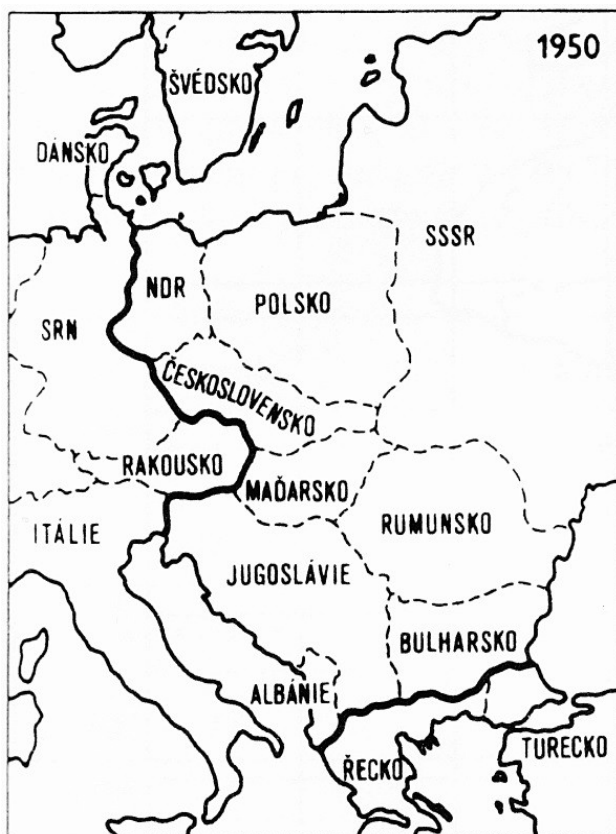 1950
ŠVÉDSKO
DÁNSKO
SSSR
NDR
POLSKO
SRN
ČESKOSLOVENSKO
RAKOUSKO
MAĎARSKO
RUMUNSKO
ITÁLIE
JUGOSLÁVIE
BULHARSKO
ALBÁNIE
ŘECKO
TURECKO